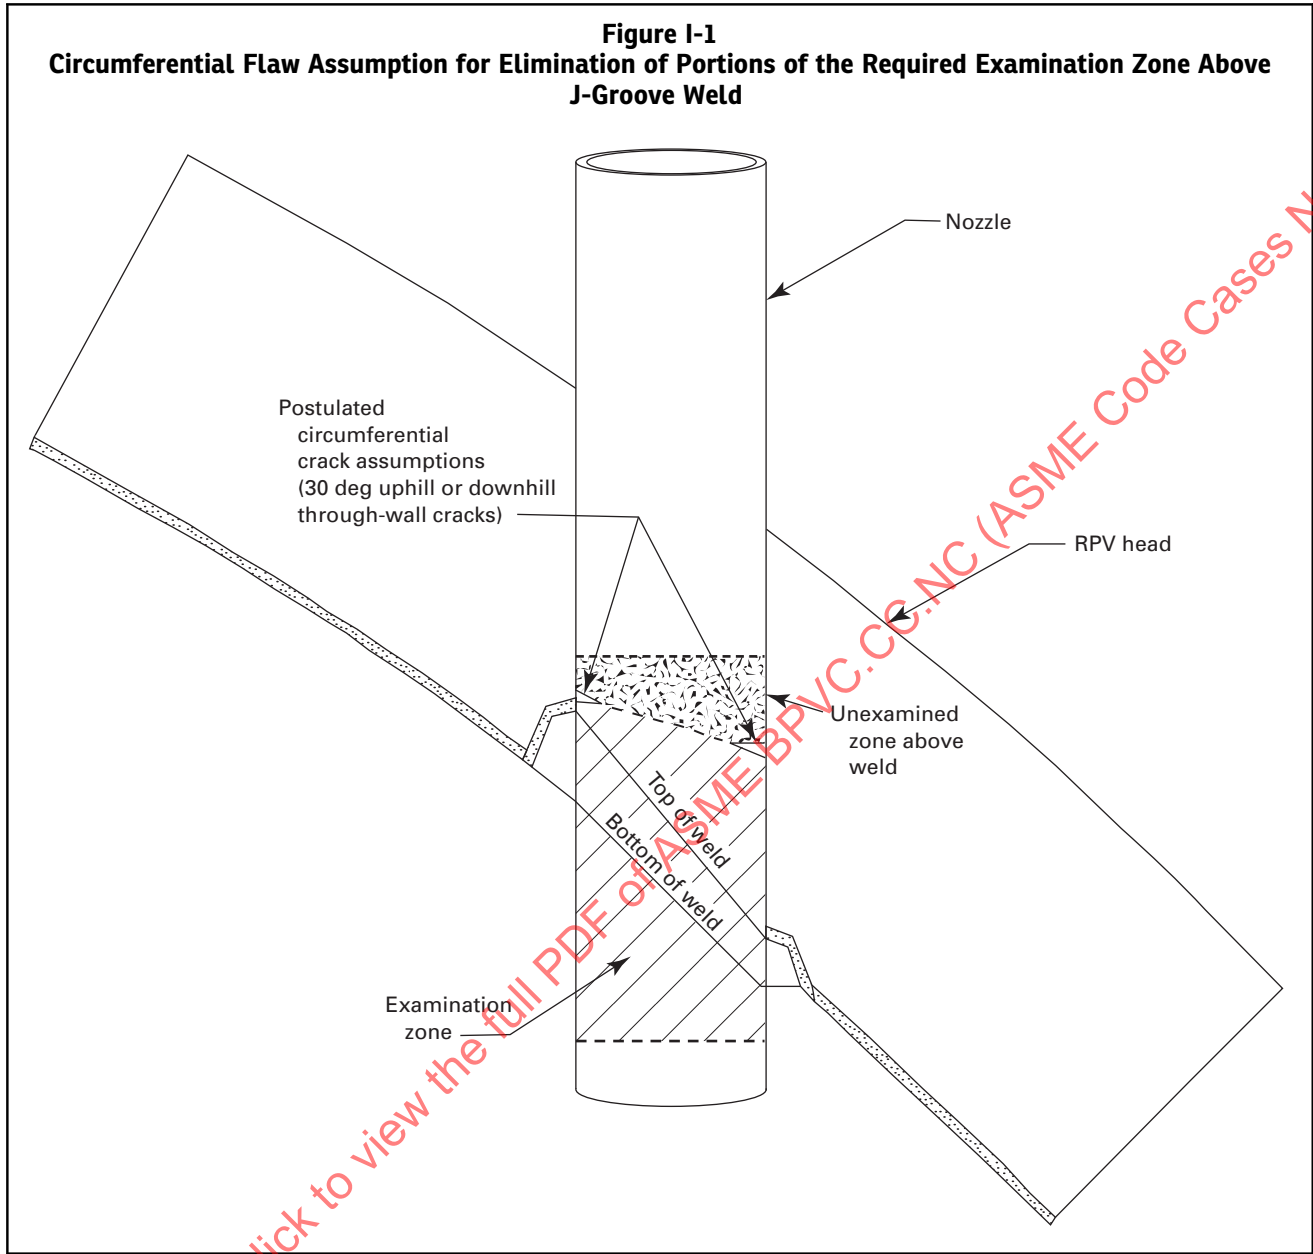 Figure I-1
Circumferential Flaw Assumption for Elimination of Portions of the Required Examination Zone Above
J-Groove Weld
Nozzle
Postulated
circumferential
crack assumptions
(30 deg uphill or downhill
through-wall cracks)
RPV head
Unexamined
zone above
weld
Top of weld
Bottom of weld
Examination
zone
lick to view the full PDF of ASME BPVC.CC.NC (ASME Code Cases N